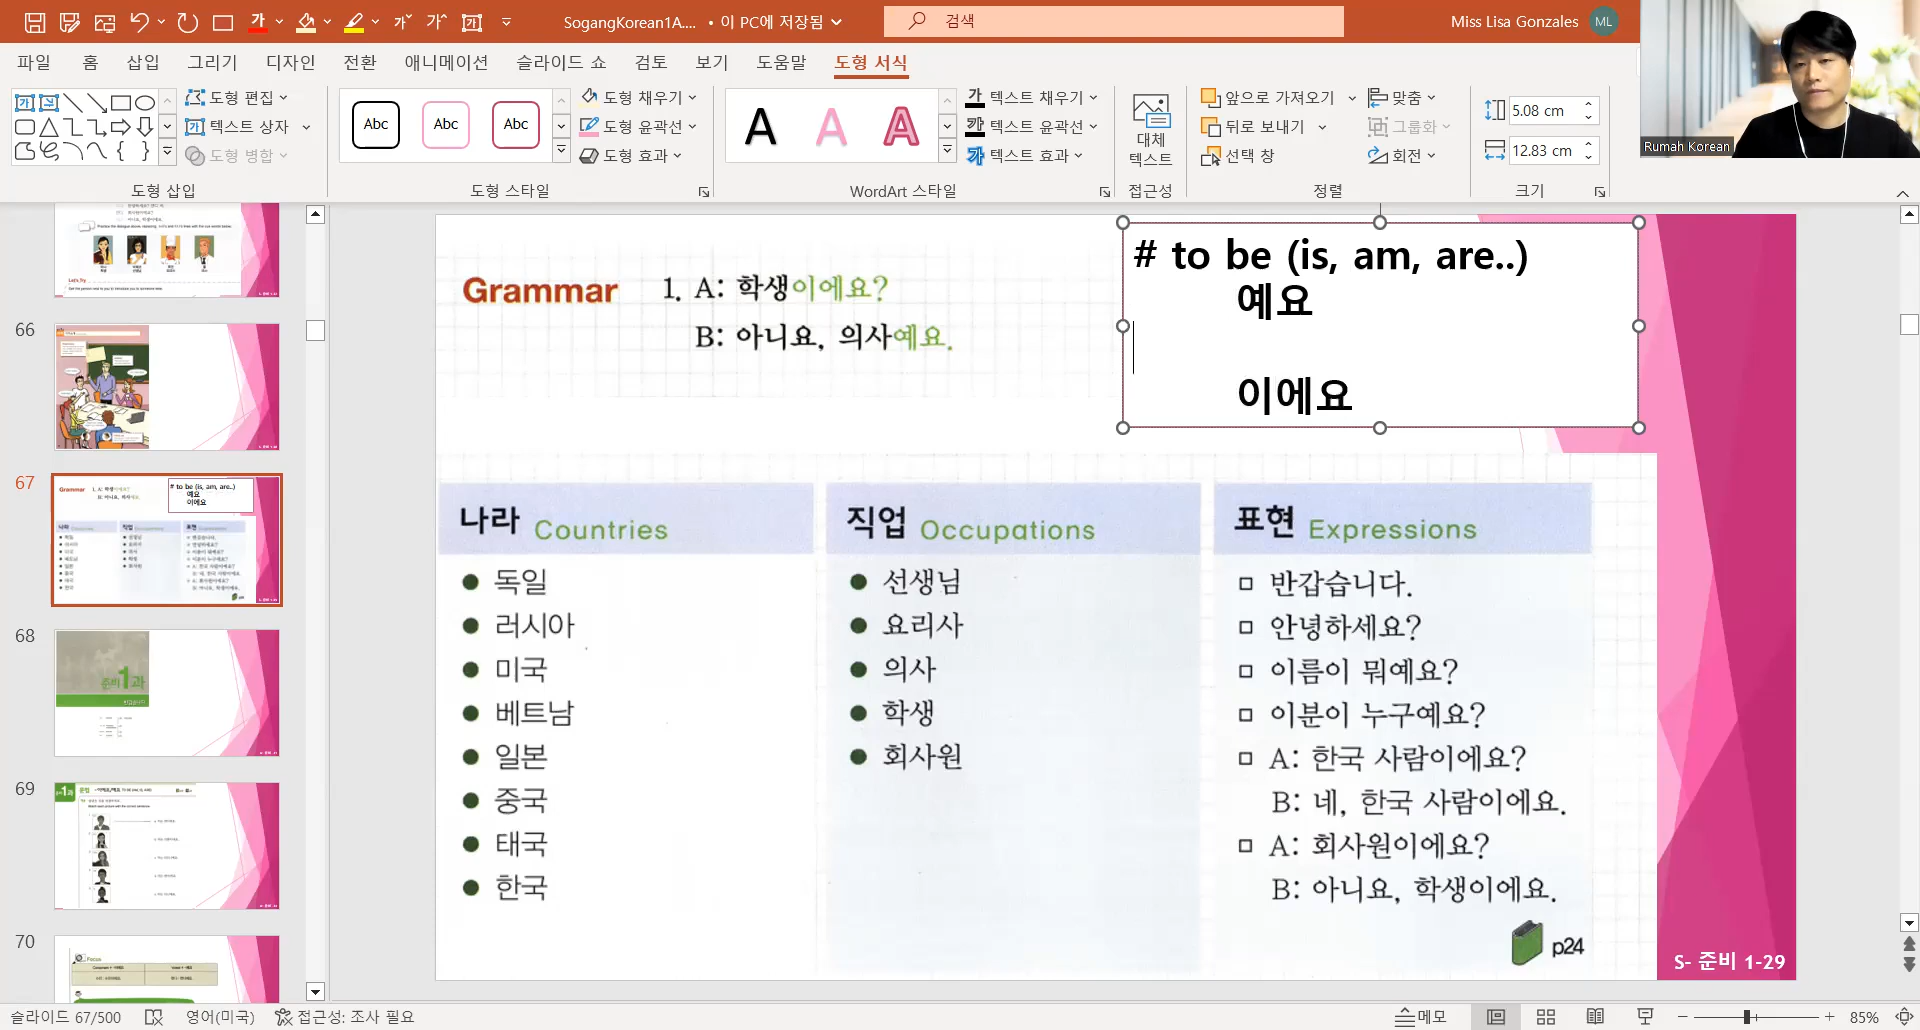 가
가ˇ
가ˆ
SogangKorean1A.... • 이 PC에 저장됨
검색
Miss Lisa Gonzales
ML
파일 홈 삽입 그리기 디자인 전환 애니메이션 슬라이드 쇼 검토 보기 도움말 도형 서식
도형 편집
텍스트 상자
도형 병합
도형 삽입
Abc Abc Abc
도형 채우기
도형 윤곽선
도형 효과
도형 스타일
A A A
텍스트 채우기
텍스트 윤곽선
텍스트 효과
WordArt 스타일
대체
텍스트
접근성
앞으로 가져오기
뒤로 보내기
선택 창
맞춤
그룹화
회전
정렬
5.08 cm
12.83 cm
크기
Rumah Korean
66
67
68
69
70
Grammar
1. A: 학생이에요?
B: 아니요, 의사예요.
# to be (is, am, are..)
예요
이에요
나라 Countries
독일
러시아
미국
베트남
일본
중국
태국
한국
직업 Occupations
선생님
요리사
의사
학생
회사원
표현 Expressions
반갑습니다.
안녕하세요?
이름이 뭐예요?
이분이 누구예요?
A: 한국 사람이에요?
B: 네, 한국 사람이에요.
A: 회사원이에요?
B: 아니요, 학생이에요.
p24
S- 준비 1-29
슬라이드 67/500
영어(미국)
접근성: 조사 필요
메모
85%